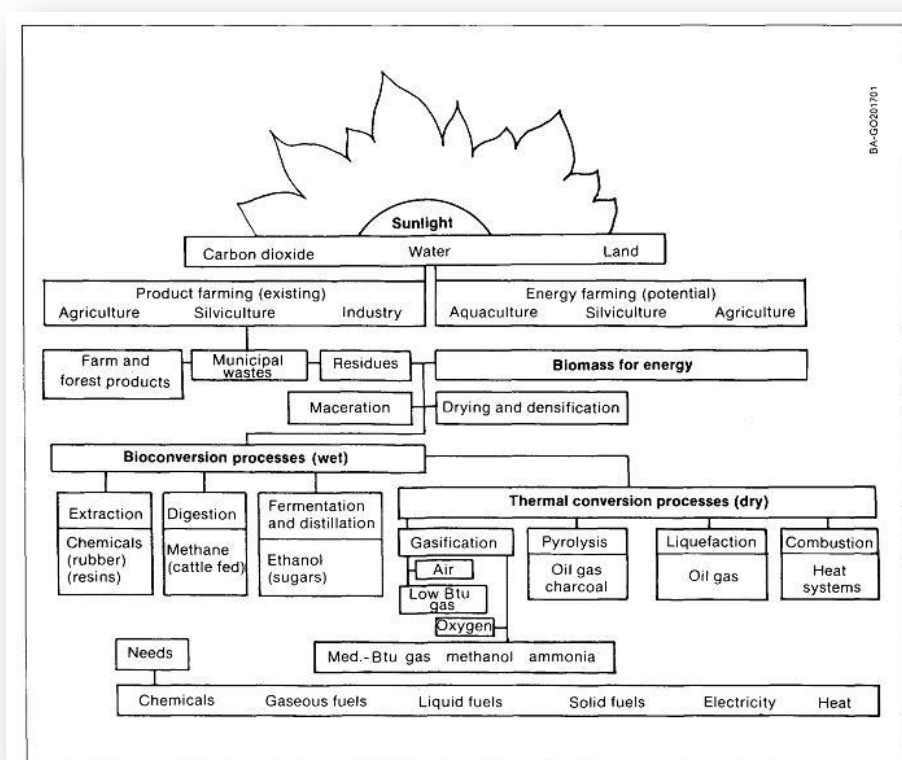 BA-GO201701
Sunlight
Carbon dioxide Water Land
Product farming (existing)
Agriculture Silviculture Industry
Energy farming (potential)
Aquaculture Silviculture Agriculture
Farm and
forest products
Municipal
wastes
Residues
Biomass for energy
Maceration
Drying and densification
Bioconversion processes (wet)
Extraction
Chemicals
(rubber)
(resins)
Digestion
Methane
(cattle fed)
Fermentation
and distillation
Ethanol
(sugars)
Thermal conversion processes (dry)
Gasification
Air
Low Btu
gas
Oxygen
Med.-Btu gas methanol ammonia
Pyrolysis
Oil gas
charcoal
Liquefaction
Oil gas
Combustion
Heat
systems
Needs
Chemicals Gaseous fuels Liquid fuels Solid fuels Electricity Heat